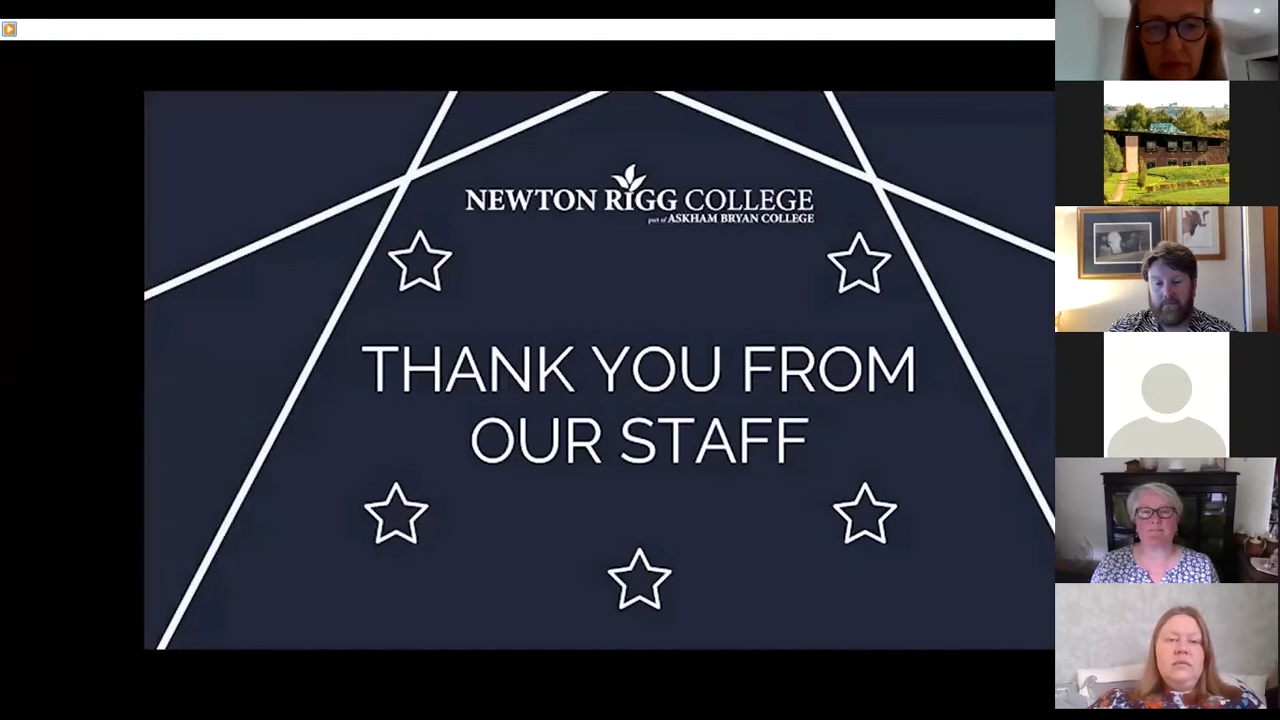 NEWTON RIGG COLLEGE
part of ASKHAM BRYAN COLLEGE
THANK YOU FROM
OUR STAFF